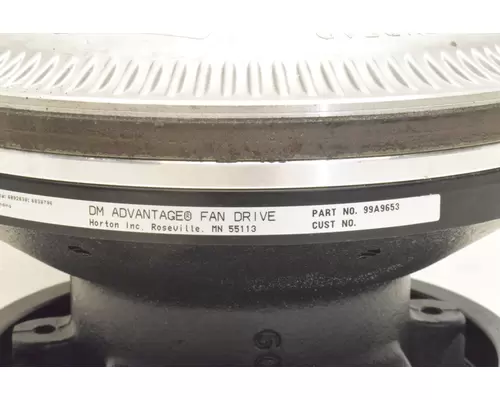 DM ADVANTAGE® FAN DRIVE
Horton Inc. Roseville, MN 55113
PART NO. 99A9653
CUST NO.